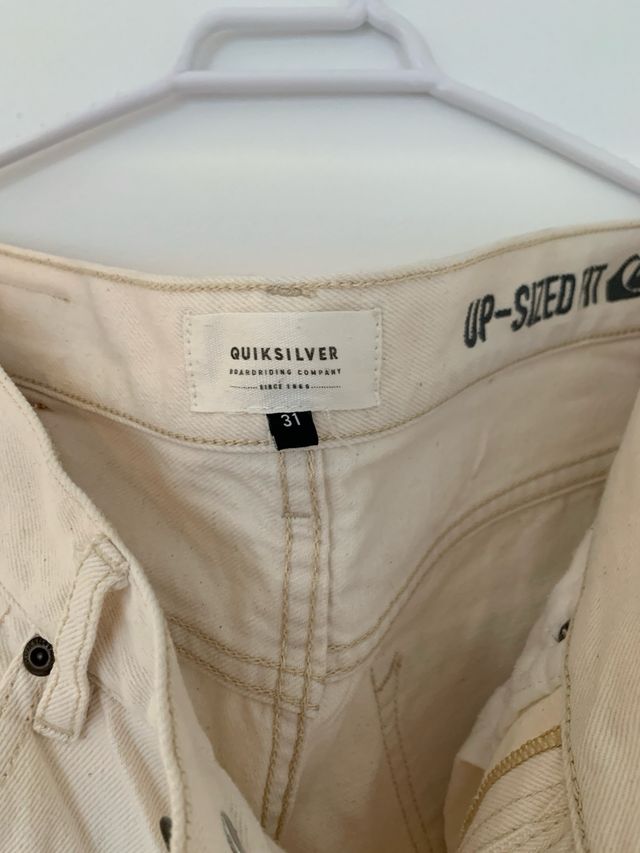 QUIKSILVER
BOARDRIDING COMPANY
SINCE 1969
31
UP-SIZED FIT